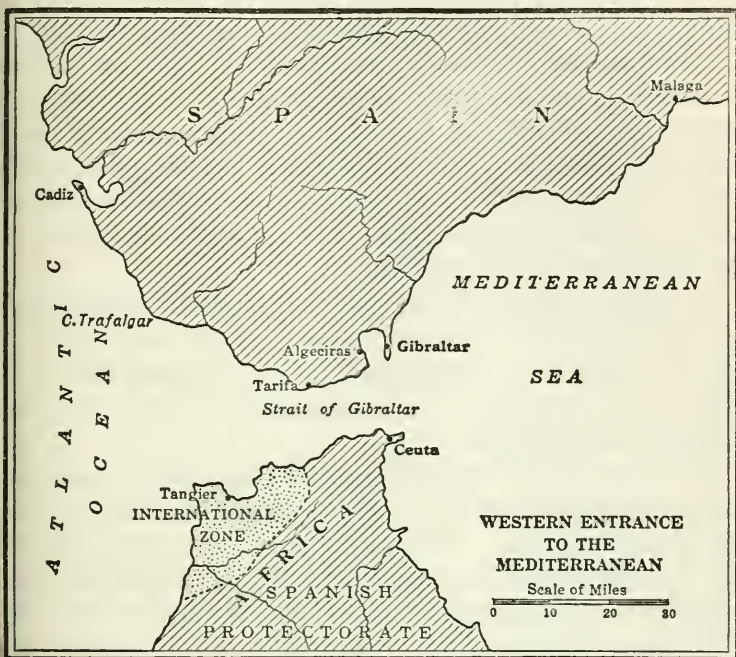 Malaga
SPAIN
Cadiz
MEDITERRANEAN
SEA
C. Trafalgar
ATLANTIC
OCEAN
Algeciras
Gibraltar
Tarifa
Strait of Gibraltar
Ceuta
Tangier
INTERNATIONAL
ZONE
AFRICA
SPANISH
PROTECTORATE
WESTERN ENTRANCE
TO THE
MEDITERRANEAN
Scale of Miles
0 10 20 30